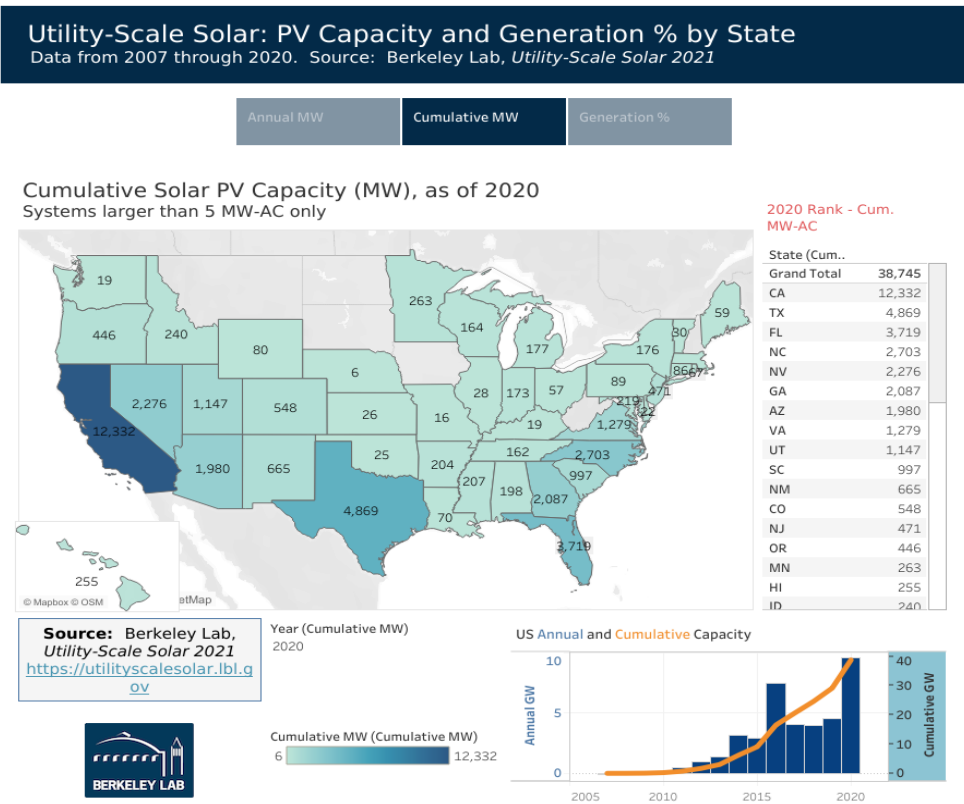 Utility-Scale Solar: PV Capacity and Generation % by State
Data from 2007 through 2020. Source: Berkeley Lab, Utility-Scale Solar 2021
Annual MW
Cumulative MW
Generation %
Cumulative Solar PV Capacity (MW), as of 2020
Systems larger than 5 MW-AC only
19
446
240
80
263
164
177
176
30
59
86
67
2,276
1,147
548
6
26
16
28
173
57
89
471
219
22
12,332
1,980
665
25
204
19
1,279
162
2,703
997
4,869
70
207
198
2,087
3,719
255
© Mapbox © OSM
etMap
2020 Rank - Cum.
MW-AC
State (Cum..
Grand Total 38,745
CA 12,332
TX 4,869
FL 3,719
NC 2,703
NV 2,276
GA 2,087
AZ 1,980
VA 1,279
UT 1,147
SC 997
NM 665
CO 548
NJ 471
OR 446
MN 263
HI 255
ID 240
Source: Berkeley Lab,
Utility-Scale Solar 2021
https://utilityscalesolar.lbl.g
ov
BERKELEY LAB
Year (Cumulative MW)
2020
Cumulative MW (Cumulative MW)
6 12,332
US Annual and Cumulative Capacity
Annual GW
10
5
0
40
30
20
10
0
Cumulative GW
2005 2010 2015 2020